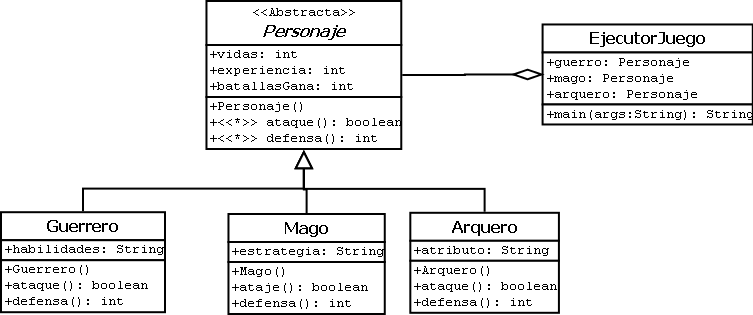 <<Abstracta>>
Personaje
+vidas: int
+experiencia: int
+batallasGana: int
+Personaje()
+<<*>> ataque(): boolean
+<<*>> defensa(): int
EjecutorJuego
+guerro: Personaje
+mago: Personaje
+arquero: Personaje
+main(args:String): String
Guerrero
+habilidades: String
+Guerrero()
+ataque(): boolean
+defensa(): int
Mago
+estrategia: String
+Mago()
+ataje(): boolean
+defensa(): int
Arquero
+atributo: String
+Arquero()
+ataque(): boolean
+defensa(): int